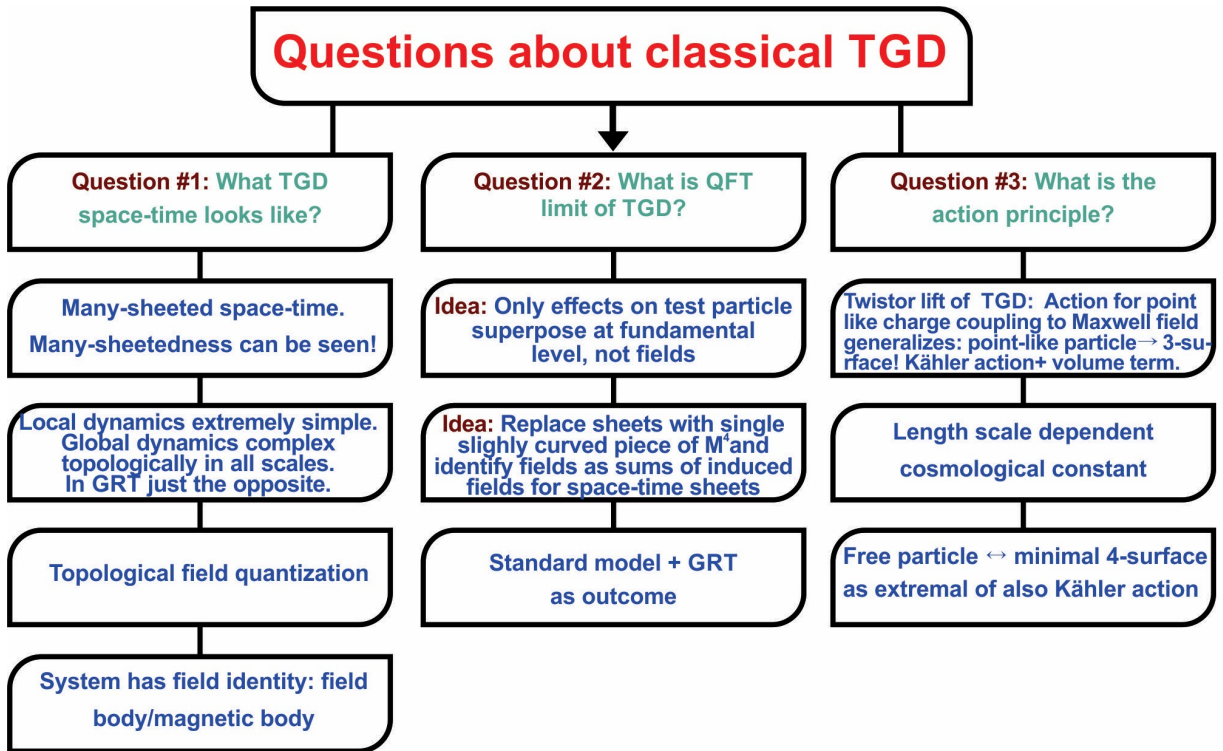 Questions about classical TGD
Question #1: What TGD
space-time looks like?
Many-sheeted space-time.
Many-sheetedness can be seen!
Local dynamics extremely simple.
Global dynamics complex
topologically in all scales.
In GRT just the opposite.
Topological field quantization
System has field identity: field
body/magnetic body
Question #2: What is QFT
limit of TGD?
Idea: Only effects on test particle
superpose at fundamental
level, not fields
Idea: Replace sheets with single
slighly curved piece of M⁴and
identify fields as sums of induced
fields for space-time sheets
Standard model + GRT
as outcome
Question #3: What is the
action principle?
Twistor lift of TGD: Action for point
like charge coupling to Maxwell field
generalizes: point-like particle→ 3-su-
rface! Kähler action+ volume term.
Length scale dependent
cosmological constant
Free particle ↔ minimal 4-surface
as extremal of also Kähler action